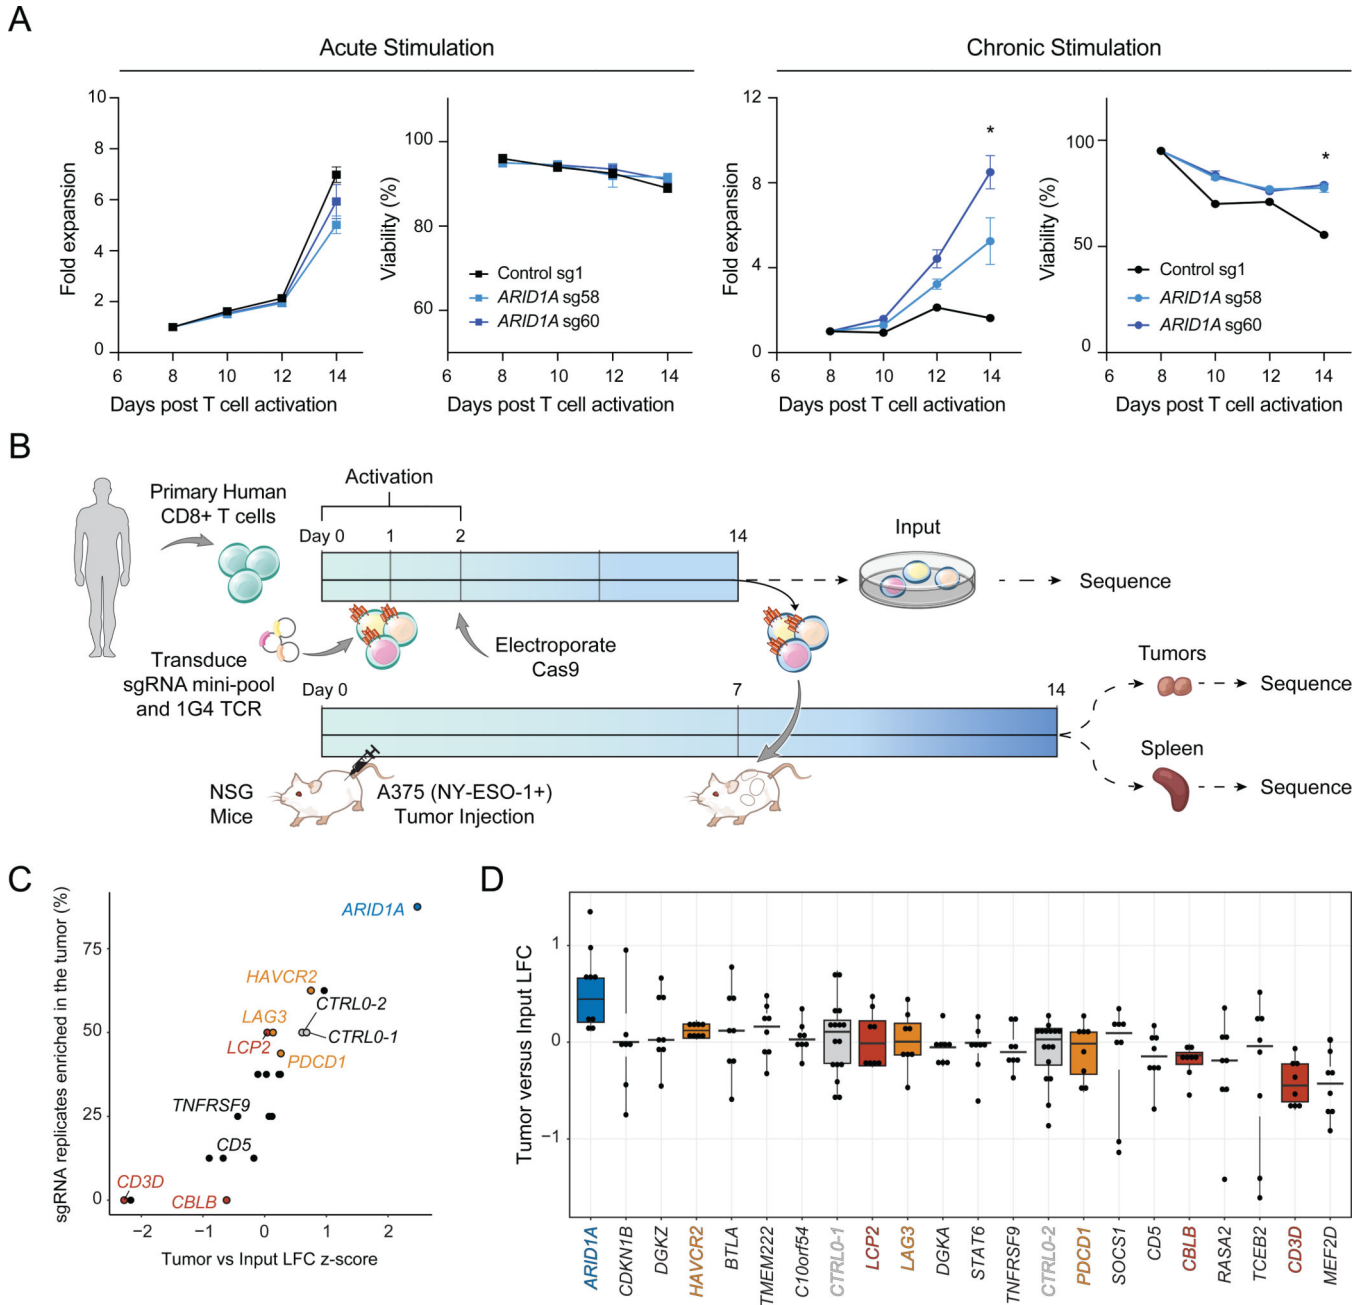 A
Acute Stimulation
Chronic Stimulation
10
8
6
4
2
0
Fold expansion
6 8 10 12 14
Days post T cell activation
100
80
60
Viability (%)
Control sg1
ARID1A sg58
ARID1A sg60
6 8 10 12 14
Days post T cell activation
12
8
4
0
Fold expansion
*
6 8 10 12 14
Days post T cell activation
100
50
0
Viability (%)
*
Control sg1
ARID1A sg58
ARID1A sg60
6 8 10 12 14
Days post T cell activation
B
Primary Human
CD8+ T cells
Activation
Day 0 1 2 14
Input
Sequence
Transduce
sgRNA mini-pool
and 1G4 TCR
Electroporate
Cas9
Day 0 7 14
Tumors
Sequence
Spleen
Sequence
NSG
Mice
A375 (NY-ESO-1+)
Tumor Injection
C
sgRNA replicates enriched in the tumor (%)
75
50
25
0
ARID1A
HAVCR2
CTRL0-2
LAG3
CTRL0-1
LCP2
PDCD1
TNFRSF9
CD5
CD3D
CBLB
−2 −1 0 1 2
Tumor vs Input LFC z-score
D
Tumor versus Input LFC
1
0
−1
ARID1A
CDKN1B
DGKZ
HAVCR2
BTLA
TMEM222
C10orf54
CTRL0-1
LCP2
LAG3
DGKA
STAT6
TNFRSF9
CTRL0-2
PDCD1
SOCS1
CD5
CBLB
RASA2
TCEB2
CD3D
MEF2D